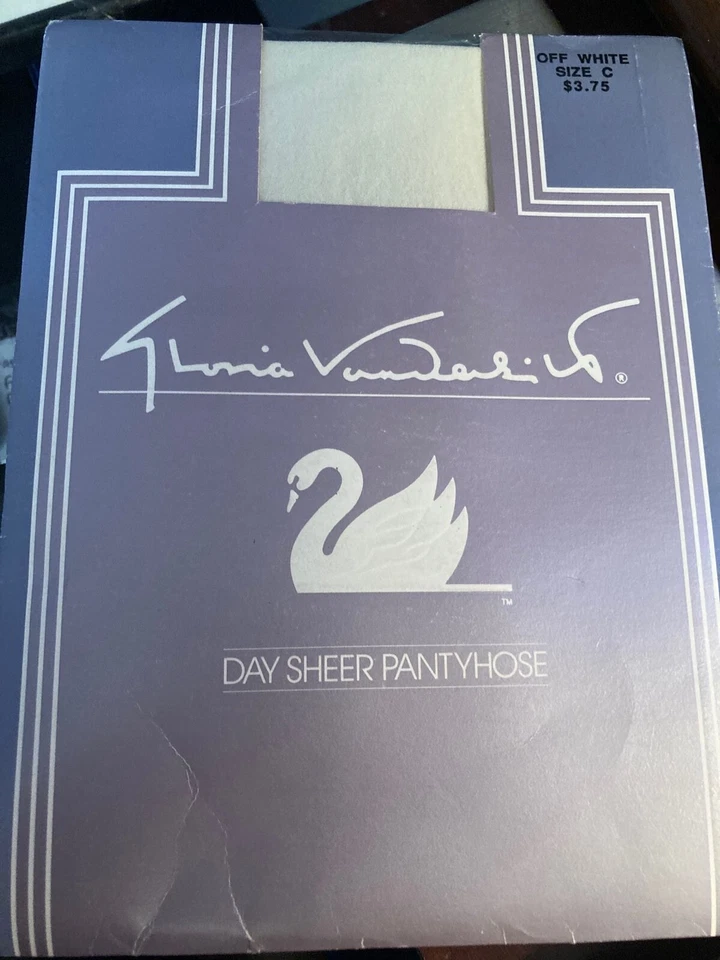 OFF WHITE
SIZE C
$3.75
Gloria Vanderbilt®
TM
DAY SHEER PANTYHOSE